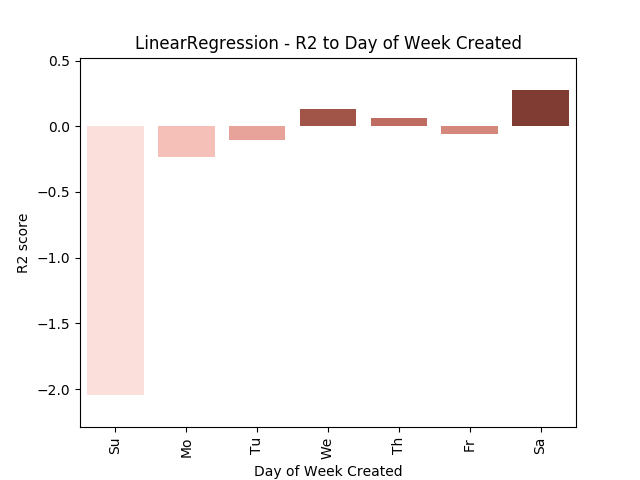 LinearRegression - R2 to Day of Week Created
R2 score
0.5
0.0
−0.5
−1.0
−1.5
−2.0
Su
Mo
Tu
We
Th
Fr
Sa
Day of Week Created